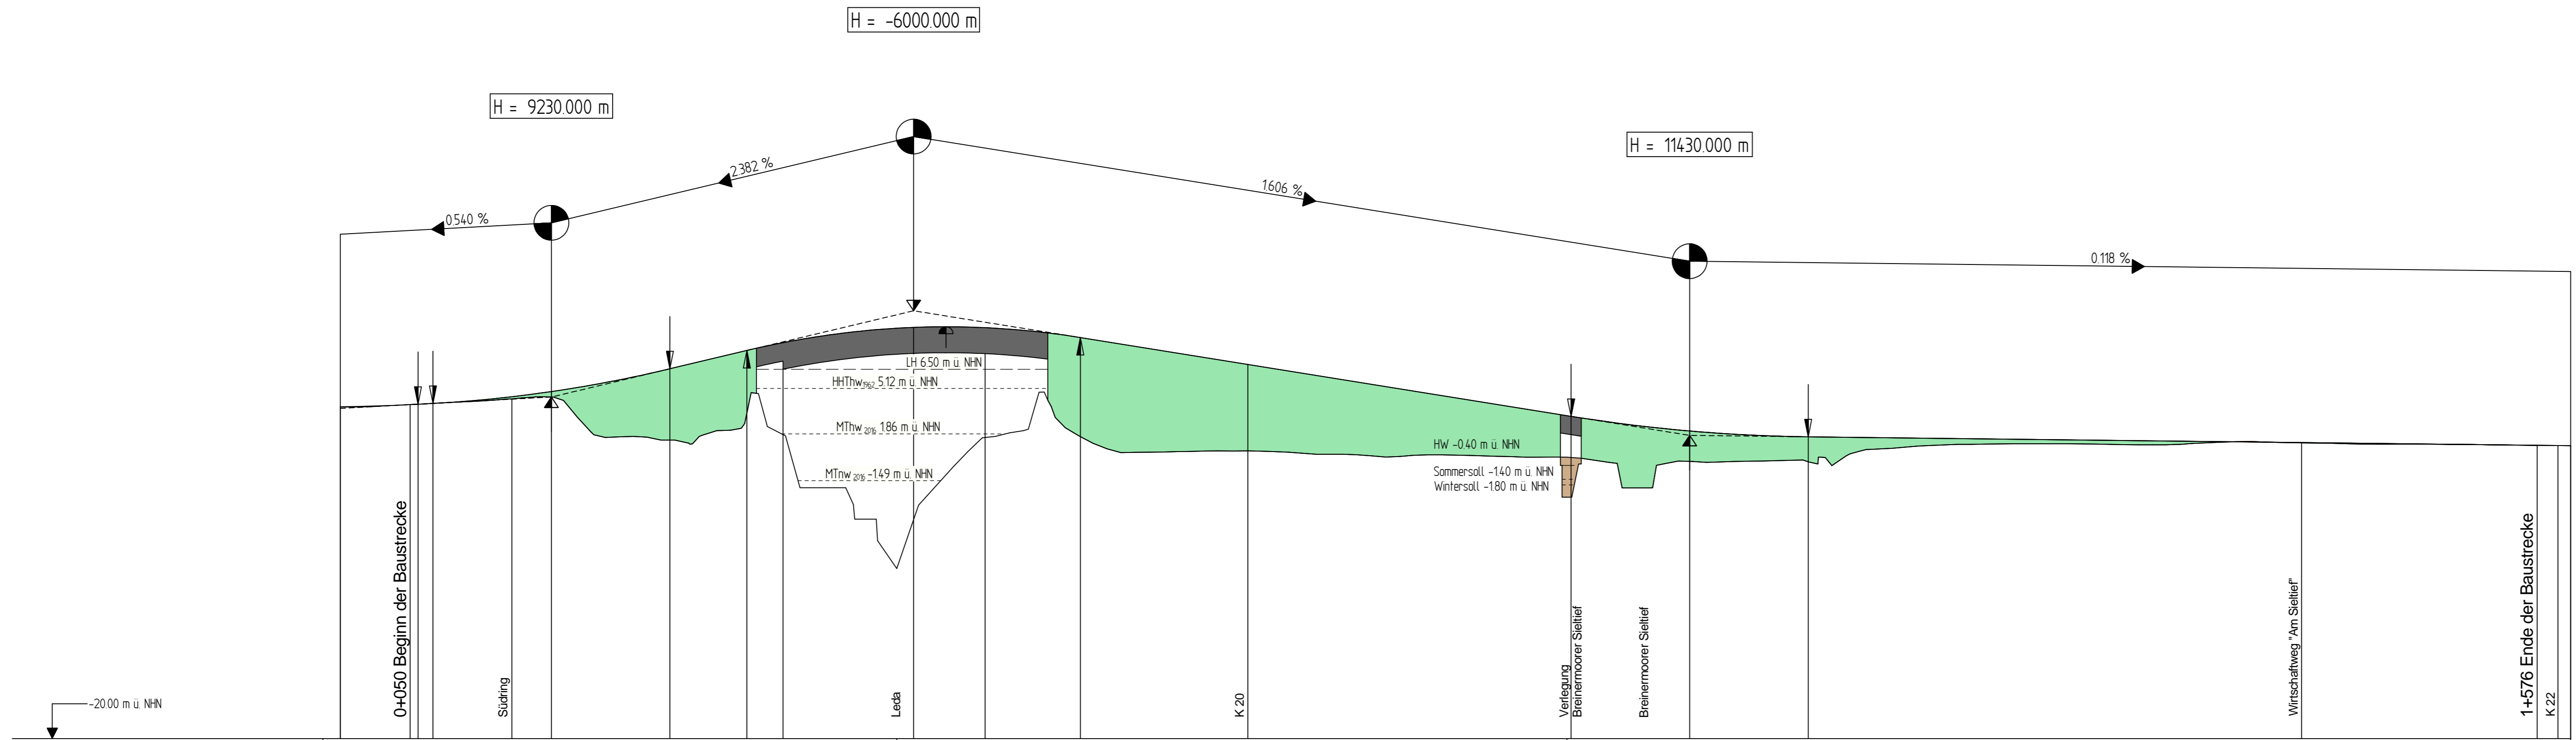 H = -6000.000 m
H = 9230.000 m
H = 11430.000 m
2.382 %
1.606 %
0.540 %
0.118 %
LH 6.50 m ü. NHN
HHThw1962 5.12 m ü. NHN
MThw 2016 1.86 m ü. NHN
MTnw 2016 -1.49 m ü. NHN
HW -0.40 m ü. NHN
Sommersoll -1.40 m ü. NHN
Wintersoll -1.80 m ü. NHN
-20.00 m ü. NHN
0+050 Beginn der Baustrecke
Südring
Leda
K 20
Verlegung
Breinermoorer Sieltief
Breinermoorer Sieltief
Wirtschaftweg "Am Sieltief"
1+576 Ende der Baustrecke
K 22